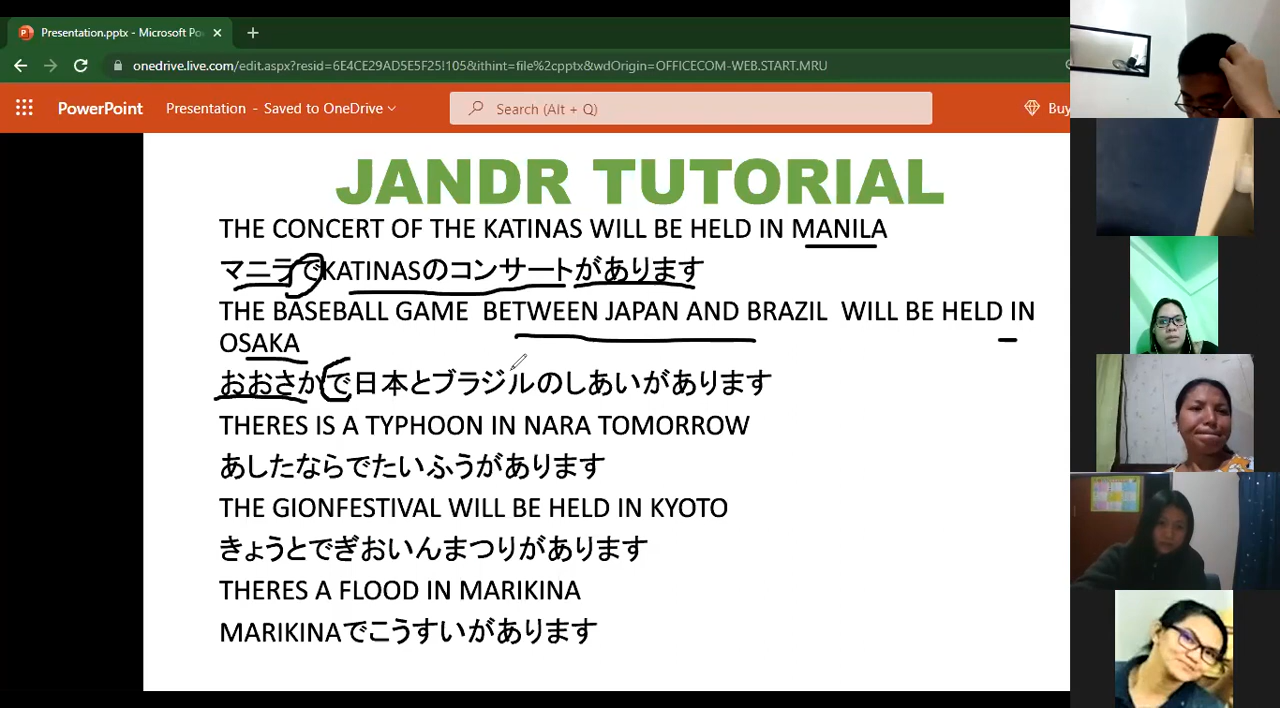 Presentation.pptx - Microsoft Po
onedrive.live.com/edit.aspx?resid=6E4CE29AD5E5F25!105&ithint=file%2cpptx&wdOrigin=OFFICECOM-WEB.START.MRU
PowerPoint Presentation - Saved to OneDrive Search (Alt + Q) Buy
JANDR TUTORIAL
THE CONCERT OF THE KATINAS WILL BE HELD IN MANILA
マニラでKATINASのコンサートがあります
THE BASEBALL GAME BETWEEN JAPAN AND BRAZIL WILL BE HELD IN
OSAKA
おおさかで日本とブラジルのしあいがあります
THERES IS A TYPHOON IN NARA TOMORROW
あしたならでたいふうがあります
THE GIONFESTIVAL WILL BE HELD IN KYOTO
きょうとでぎおいんまつりがあります
THERES A FLOOD IN MARIKINA
MARIKINAでこうすいがあります